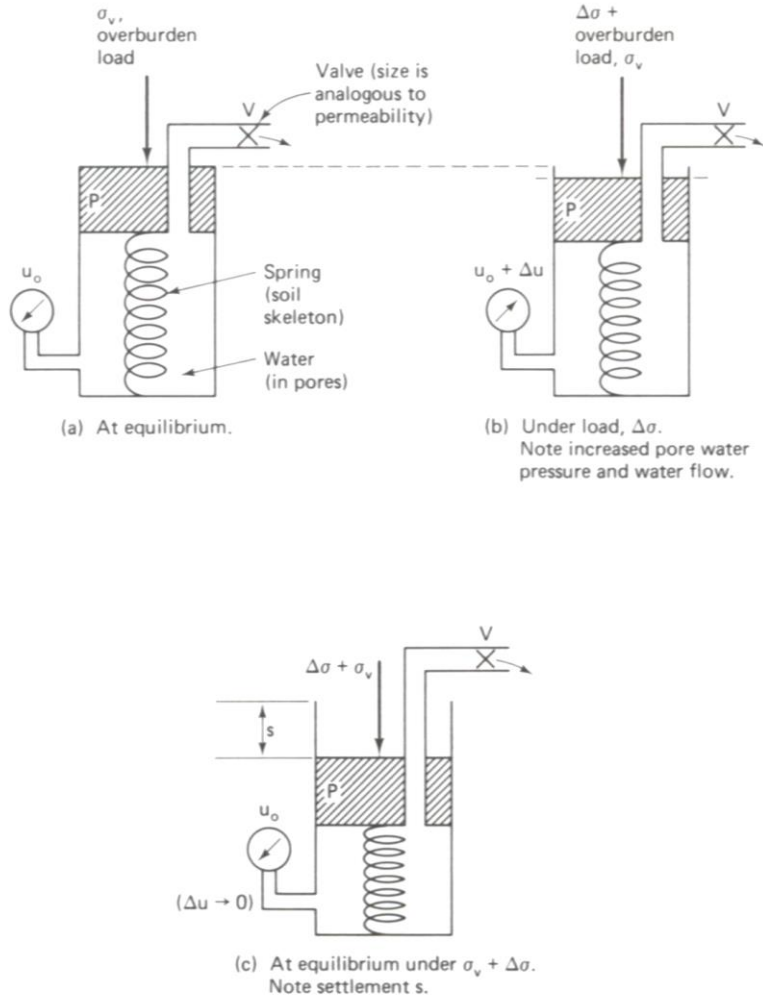 σᵥ,
overburden
load
Valve (size is
analogous to
permeability)
V
P
uₒ
Spring
(soil
skeleton)
Water
(in pores)
(a) At equilibrium.
Δσ +
overburden
load, σᵥ
V
P
uₒ + Δu
(b) Under load, Δσ.
Note increased pore water
pressure and water flow.
V
Δσ + σᵥ
s
P
uₒ
(Δu → 0)
(c) At equilibrium under σᵥ + Δσ.
Note settlement s.